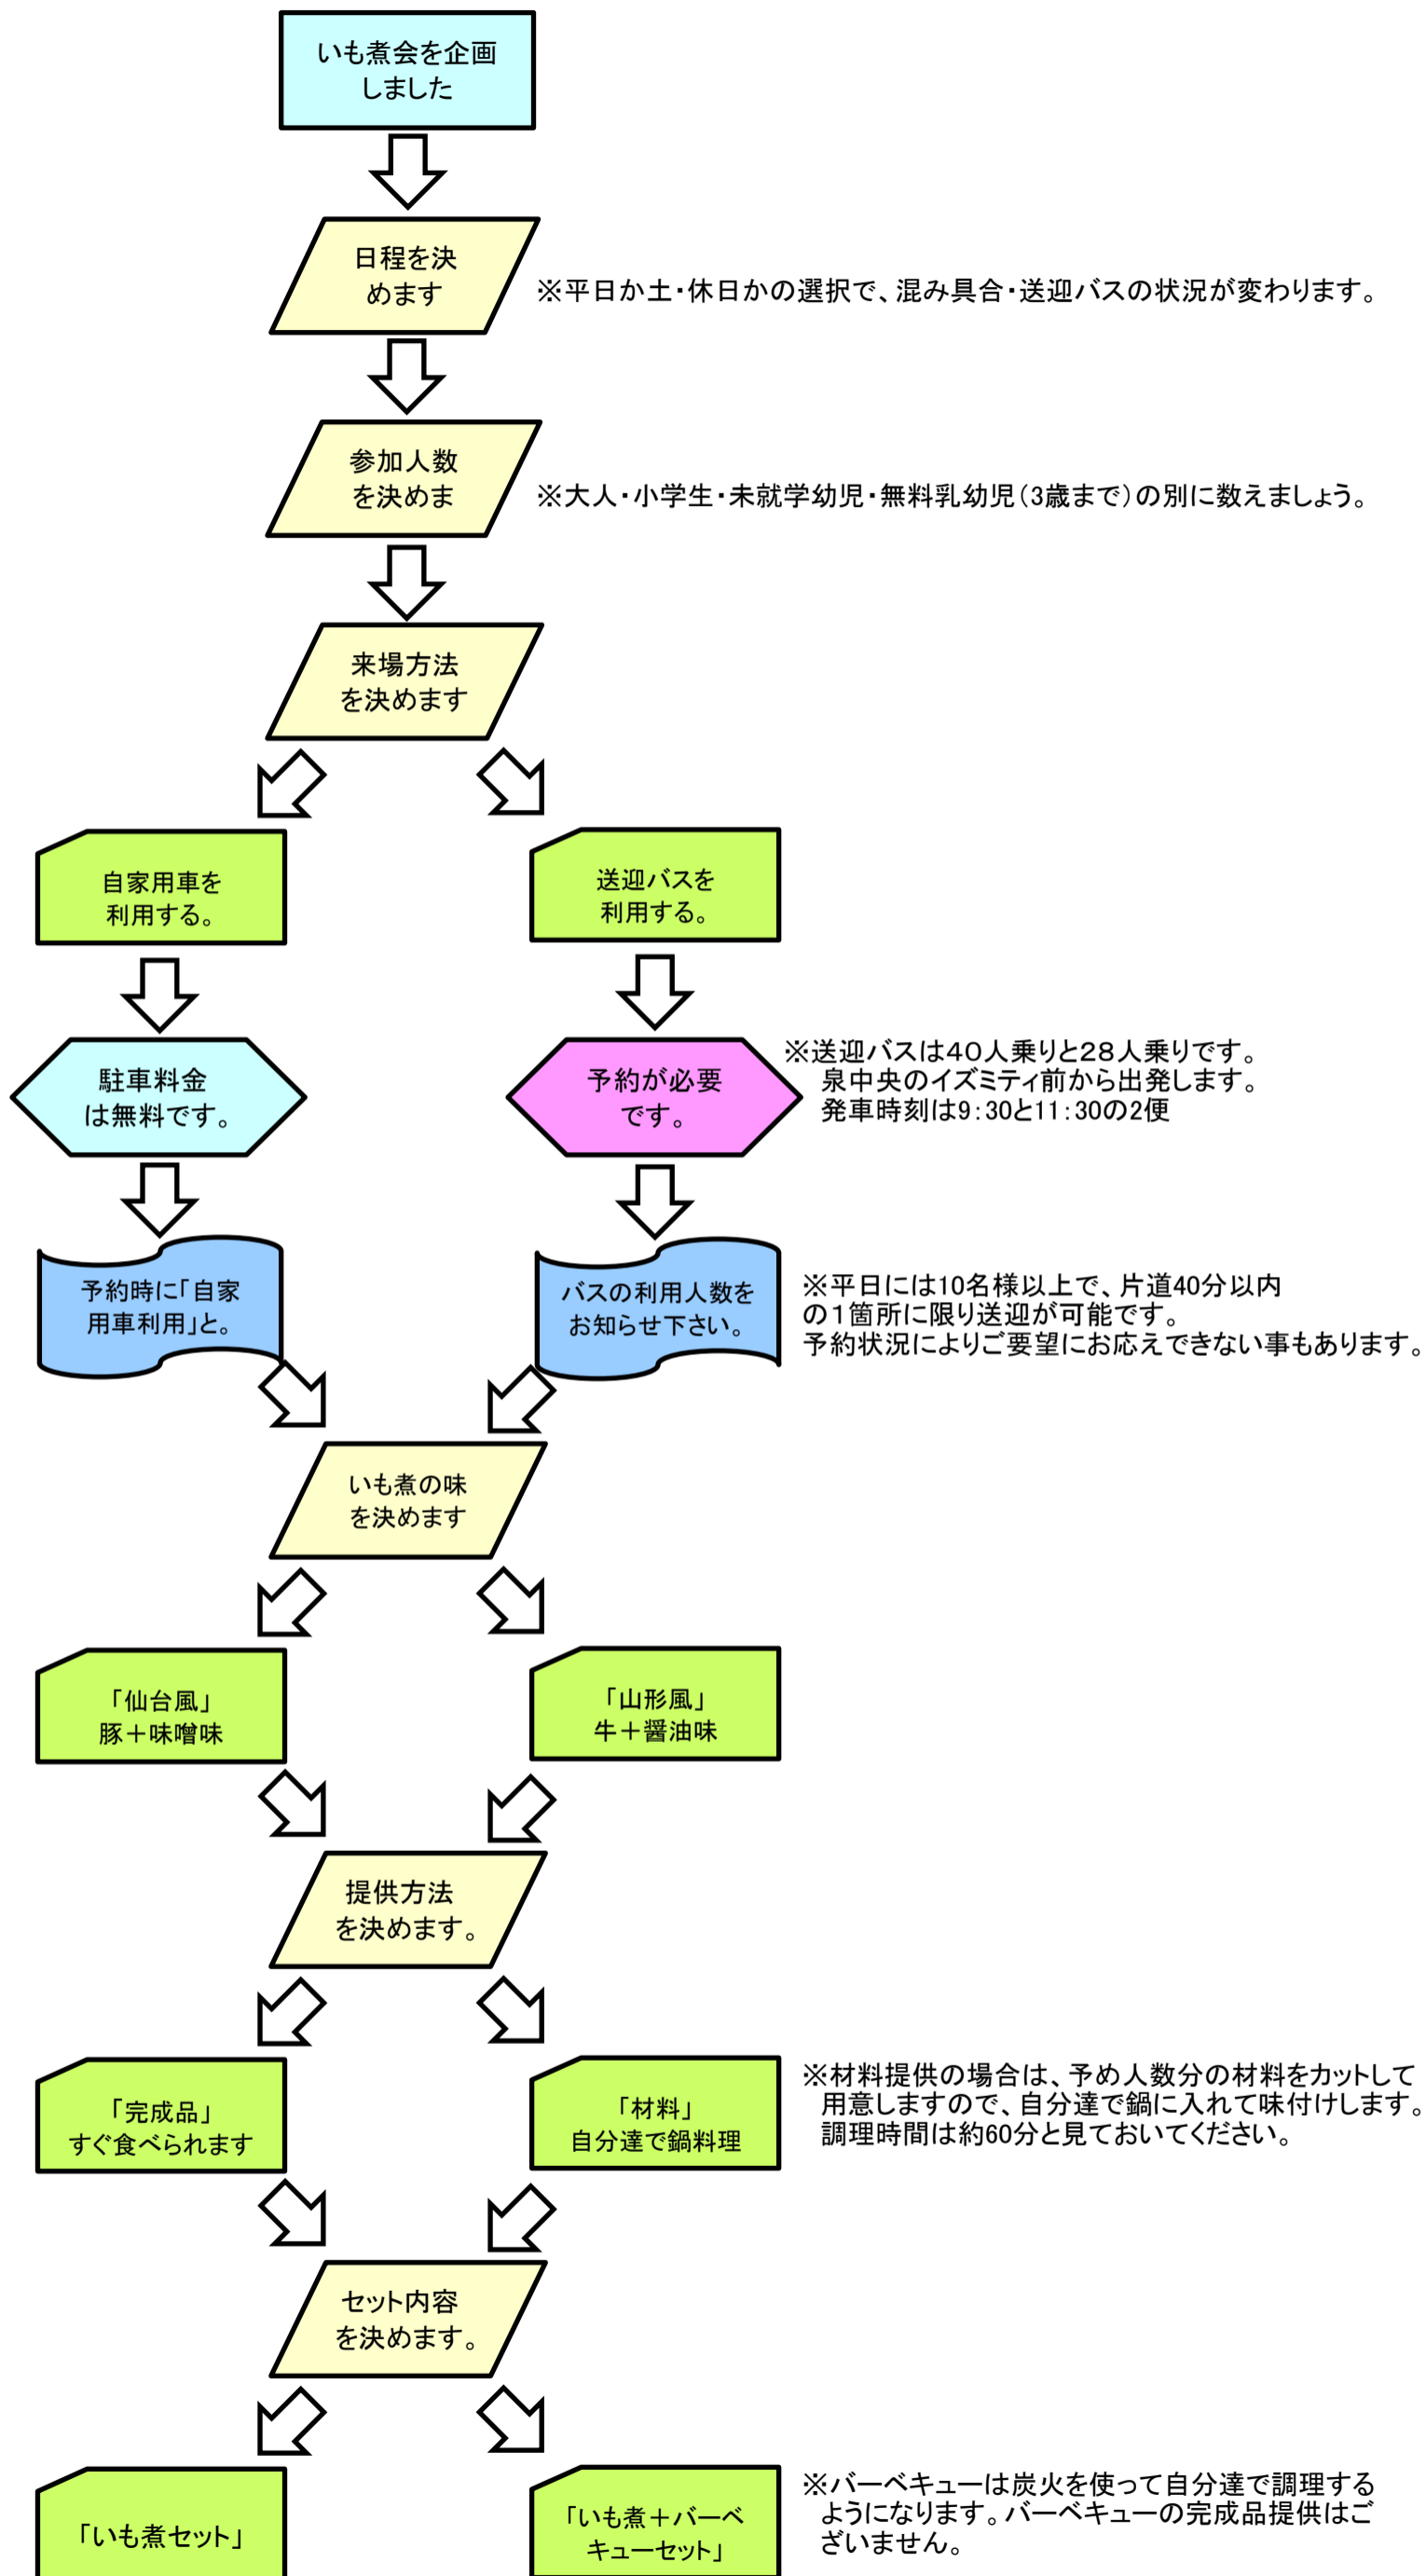 いも煮会を企画
しました
日程を決
めます
※平日か土・休日かの選択で、混み具合・送迎バスの状況が変わります。
参加人数
を決めま
※大人・小学生・未就学幼児・無料乳幼児(3歳まで)の別に数えましょう。
来場方法
を決めます
自家用車を
利用する。
送迎バスを
利用する。
駐車料金
は無料です。
予約が必要
です。
※送迎バスは40人乗りと28人乗りです。
泉中央のイズミティ前から出発します。
発車時刻は9:30と11:30の2便
予約時に「自家
用車利用」と。
バスの利用人数を
お知らせ下さい。
※平日には10名様以上で、片道40分以内
の1箇所に限り送迎が可能です。
予約状況によりご要望にお応えできない事もあります。
いも煮の味
を決めます
「仙台風」
豚+味噌味
「山形風」
牛+醤油味
提供方法
を決めます。
「完成品」
すぐ食べられます
「材料」
自分達で鍋料理
※材料提供の場合は、予め人数分の材料をカットして
用意しますので、自分達で鍋に入れて味付けします。
調理時間は約60分と見ておいてください。
セット内容
を決めます。
「いも煮セット」
「いも煮+バーベ
キューセット」
※バーベキューは炭火を使って自分達で調理する
ようになります。バーベキューの完成品提供はご
ざいません。